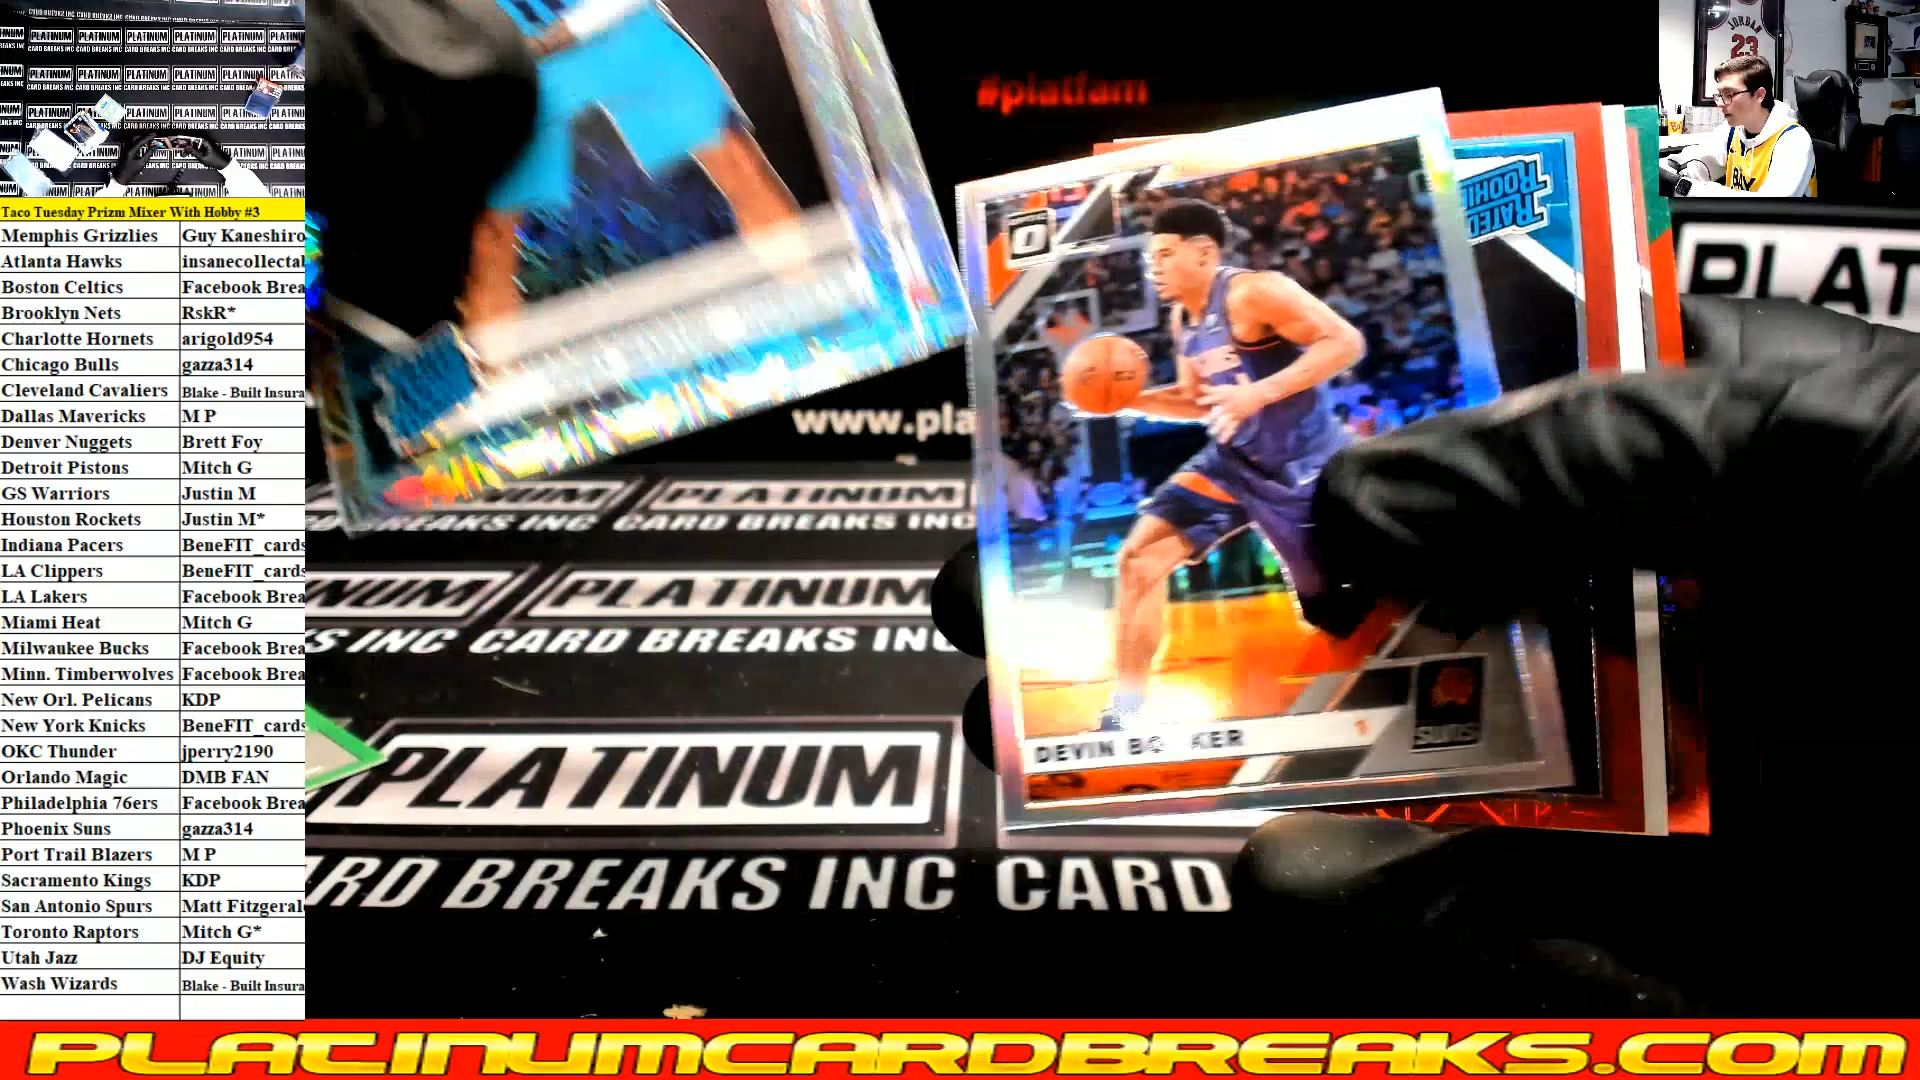 Taco Tuesday Prizm Mixer With Hobby #3
Memphis Grizzlies Guy Kaneshiro
Atlanta Hawks insanecollectal
Boston Celtics Facebook Brea
Brooklyn Nets RskR*
Charlotte Hornets arigold954
Chicago Bulls gazza314
Cleveland Cavaliers Blake - Built Insura
Dallas Mavericks M P
Denver Nuggets Brett Foy
Detroit Pistons Mitch G
GS Warriors Justin M
Houston Rockets Justin M*
Indiana Pacers BeneFIT_cards
LA Clippers BeneFIT_cards
LA Lakers Facebook Brea
Miami Heat Mitch G
Milwaukee Bucks Facebook Brea
Minn. Timberwolves Facebook Brea
New Orl. Pelicans KDP
New York Knicks BeneFIT_cards
OKC Thunder jperry2190
Orlando Magic DMB FAN
Philadelphia 76ers Facebook Brea
Phoenix Suns gazza314
Port Trail Blazers M P
Sacramento Kings KDP
San Antonio Spurs Matt Fitzgeral
Toronto Raptors Mitch G*
Utah Jazz DJ Equity
Wash Wizards Blake - Built Insura
#platfam
JORDAN
23
RATED
ROOKIE
PLAT
www.pla
PLATINUM
BREAKS INC CARD BREAKS INC
PLATINUM
S INC CARD BREAKS INC
DEVIN BO KER 1
SUNS
PLATINUM
RD BREAKS INC CARD
PLATINUMCARDBREAKS.COM